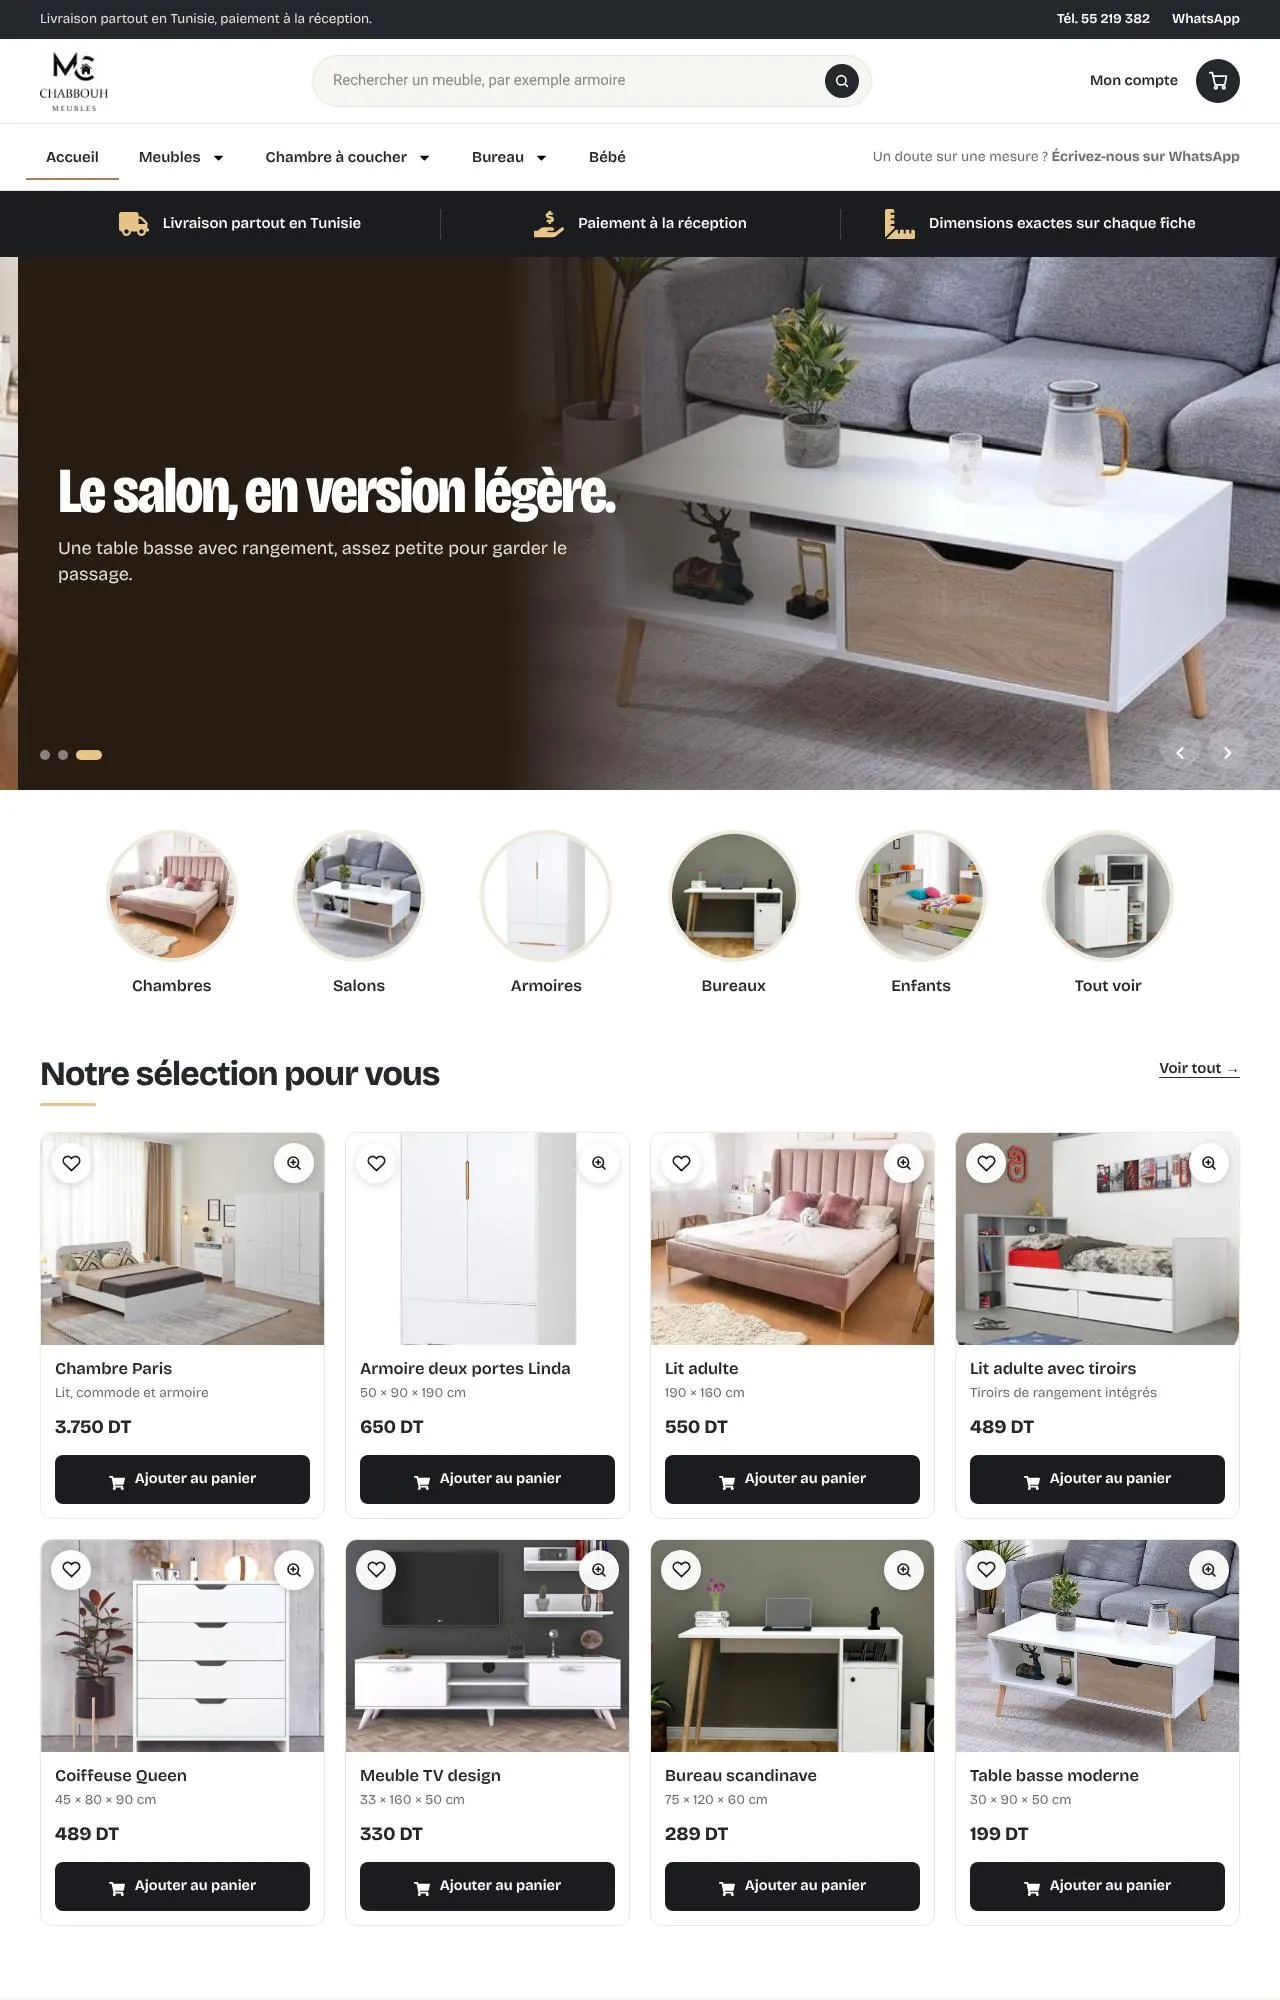 Livraison partout en Tunisie, paiement à la réception.
Tél. 55 219 382 WhatsApp
MC
CHABBOUH
MEUBLES
Rechercher un meuble, par exemple armoire
Mon compte
Accueil Meubles Chambre à coucher Bureau Bébé
Un doute sur une mesure ? Écrivez-nous sur WhatsApp
Livraison partout en Tunisie
Paiement à la réception
Dimensions exactes sur chaque fiche
Le salon, en version légère.
Une table basse avec rangement, assez petite pour garder le
passage.
Chambres Salons Armoires Bureaux Enfants Tout voir
Notre sélection pour vous
Voir tout →
Chambre Paris
Lit, commode et armoire
3.750 DT
Ajouter au panier
Armoire deux portes Linda
50 × 90 × 190 cm
650 DT
Ajouter au panier
Lit adulte
190 × 160 cm
550 DT
Ajouter au panier
Lit adulte avec tiroirs
Tiroirs de rangement intégrés
489 DT
Ajouter au panier
Coiffeuse Queen
45 × 80 × 90 cm
489 DT
Ajouter au panier
Meuble TV design
33 × 160 × 50 cm
330 DT
Ajouter au panier
Bureau scandinave
75 × 120 × 60 cm
289 DT
Ajouter au panier
Table basse moderne
30 × 90 × 50 cm
199 DT
Ajouter au panier